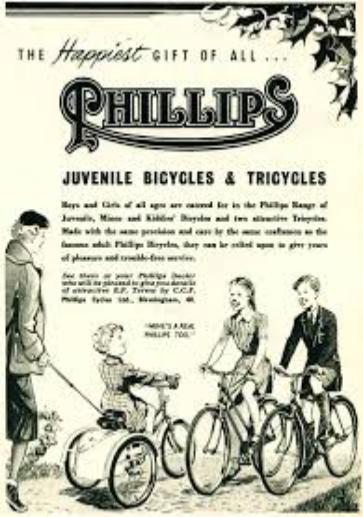 THE Happiest GIFT OF ALL ...
PHILLIPS
JUVENILE BICYCLES & TRICYCLES
Boys and Girls of all ages are catered for in the Phillips Range of
Juvenile, Minor and Kiddies' Bicycles and two attractive Tricycles.
Made with the same precision and care by the same craftsmen as the
famous adult Phillips Bicycles, they can be relied upon to give years
of pleasure and trouble-free service.
See them at your Phillips Dealer
who will be pleased to give you details
of attractive E.P. Terms by C.C.F.
Phillips Cycles Ltd., Birmingham, 40.
"MINE'S A REAL
PHILLIPS TOO."